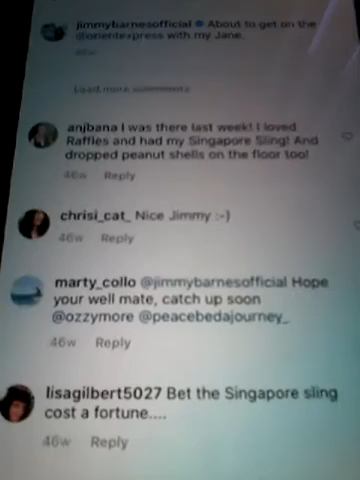 jimmybarnesofficial About to get on the
@orientexpress with my Jane.
46w
Load more comments
anjbana I was there last week! I loved
Raffles and had my Singapore Sling! And
dropped peanut shells on the floor too!
46w Reply
chrisi_cat_ Nice Jimmy :-)
46w Reply
marty_collo @jimmybarnesofficial Hope
your well mate, catch up soon
@ozzymore @peacebedajourney_
46w Reply
lisagilbert5027 Bet the Singapore sling
cost a fortune....
46w Reply